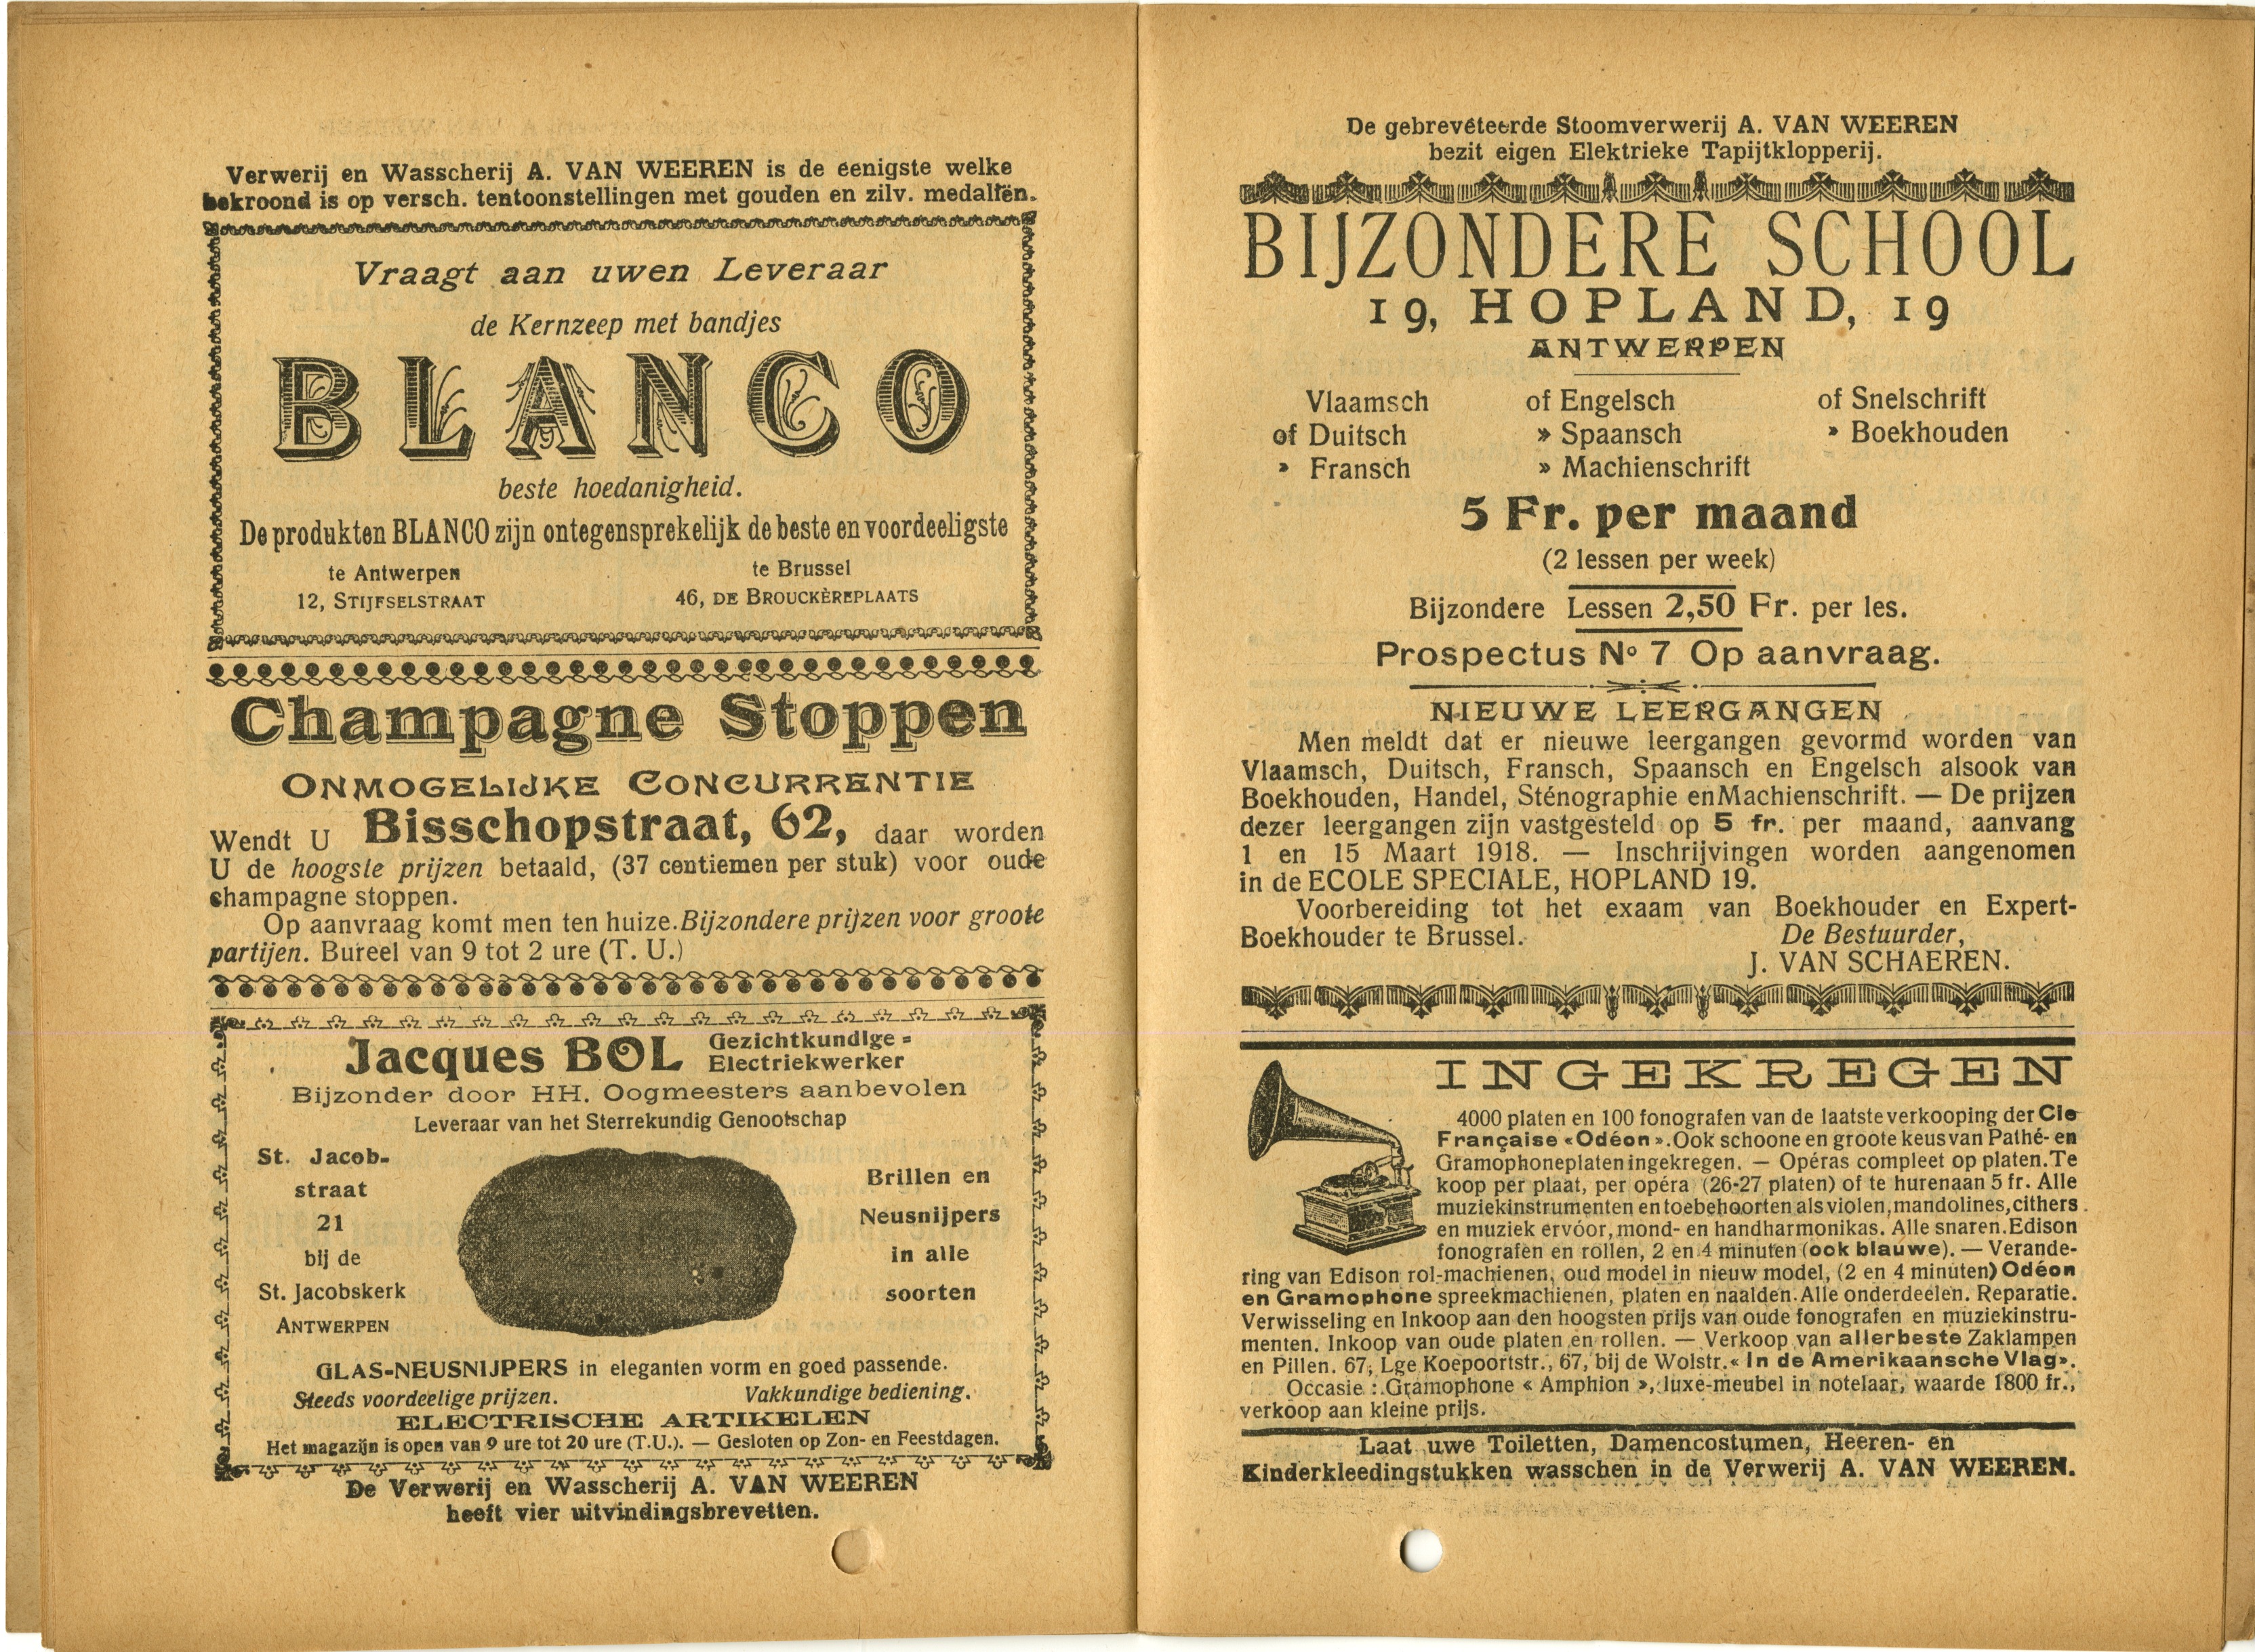 Verwerij en Wasscherij A. VAN WEEREN is de eenigste welke
bekroond is op versch. tentoonstellingen met gouden en zilv. medaliën.
Vraagt aan uwen Leveraar
de Kernzeep met bandjes
BLANCO
beste hoedanigheid.
De produkten BLANCO zijn ontegensprekelijk de beste en voordeeligste
te Antwerpen
12, STIJFSELSTRAAT
te Brussel
46, DE BROUCKÈREPLAATS
Champagne Stoppen
ONMOGELIJKE CONCURRENTIE
Wendt U Bisschopstraat, 62, daar worden
U de hoogste prijzen betaald, (37 centiemen per stuk) voor oude
champagne stoppen.
Op aanvraag komt men ten huize. Bijzondere prijzen voor groote
partijen. Bureel van 9 tot 2 ure (T. U.)
Jacques BOL Gezichtkundige =
Electriekwerker
Bijzonder door HH. Oogmeesters aanbevolen
Leveraar van het Sterrekundig Genootschap
St. Jacob-
straat
21
bij de
St. Jacobskerk
ANTWERPEN
Brillen en
Neusnijpers
in alle
soorten
GLAS-NEUSNIJPERS in eleganten vorm en goed passende.
Steeds voordeelige prijzen. Vakkundige bediening.
ELECTRISCHE ARTIKELEN
Het magazijn is open van 9 ure tot 20 ure (T.U.). — Gesloten op Zon- en Feestdagen.
De Verwerij en Wasscherij A. VAN WEEREN
heeft vier uitvindingsbrevetten.
De gebrevêteerde Stoomverwerij A. VAN WEEREN
bezit eigen Elektrieke Tapijtklopperij.
BIJZONDERE SCHOOL
19, HOPLAND, 19
ANTWERPEN
Vlaamsch of Engelsch of Snelschrift
of Duitsch » Spaansch » Boekhouden
» Fransch » Machienschrift
5 Fr. per maand
(2 lessen per week)
Bijzondere Lessen 2,50 Fr. per les.
Prospectus No 7 Op aanvraag.
NIEUWE LEERGANGEN
Men meldt dat er nieuwe leergangen gevormd worden van
Vlaamsch, Duitsch, Fransch, Spaansch en Engelsch alsook van
Boekhouden, Handel, Sténographie en Machienschrift. — De prijzen
dezer leergangen zijn vastgesteld op 5 fr. per maand, aanvang
1 en 15 Maart 1918. — Inschrijvingen worden aangenomen
in de ECOLE SPECIALE, HOPLAND 19.
Voorbereiding tot het exaam van Boekhouder en Expert-
Boekhouder te Brussel. De Bestuurder,
J. VAN SCHAEREN.
INGEKREGEN
4000 platen en 100 fonografen van de laatste verkooping der Cie
Française «Odéon». Ook schoone en groote keus van Pathé- en
Gramophoneplaten ingekregen. — Opéras compleet op platen. Te
koop per plaat, per opéra (26-27 platen) of te huren aan 5 fr. Alle
muziekinstrumenten en toebehoorten als violen, mandolines, cithers
en muziek ervóor, mond- en handharmonikas. Alle snaren. Edison
fonografen en rollen, 2 en 4 minuten (ook blauwe). — Verande-
ring van Edison rol-machienen, oud model in nieuw model, (2 en 4 minuten) Odéon
en Gramophone spreekmachienen, platen en naalden. Alle onderdeelen. Reparatie.
Verwisseling en Inkoop aan den hoogsten prijs van oude fonografen en muziekinstru-
menten. Inkoop van oude platen en rollen. — Verkoop van allerbeste Zaklampen
en Pillen. 67, Lge Koepoortstr., 67, bij de Wolstr. «In de Amerikaansche Vlag».
Occasie : Gramophone « Amphion », luxe-meubel in notelaar, waarde 1800 fr.,
verkoop aan kleine prijs.
Laat uwe Toiletten, Damencostumen, Heeren- en
Kinderkleedingstukken wasschen in de Verwerij A. VAN WEEREN.